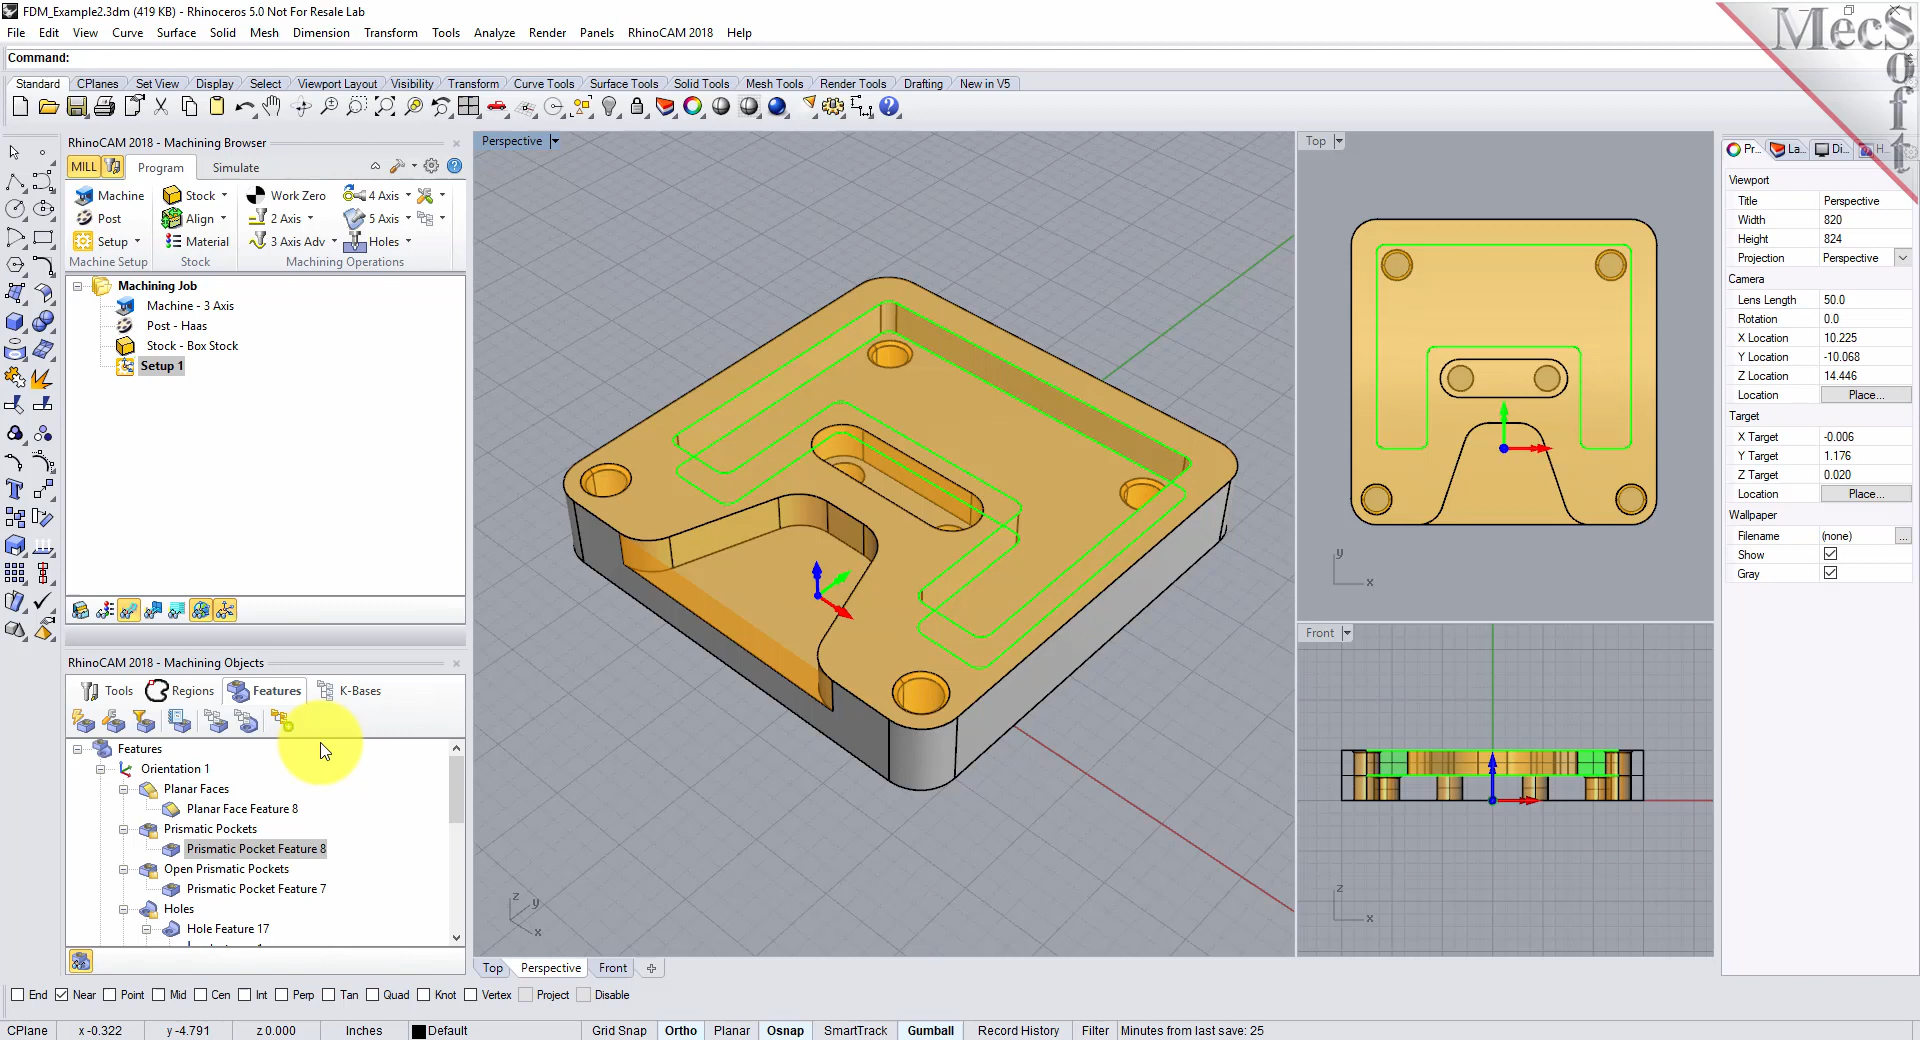 FDM_Example2.3dm (419 KB) - Rhinoceros 5.0 Not For Resale Lab
File Edit View Curve Surface Solid Mesh Dimension Transform Tools Analyze Render Panels RhinoCAM 2018 Help
MecSoft
Command:
Standard CPlanes Set View Display Select Viewport Layout Visibility Transform Curve Tools Surface Tools Solid Tools Mesh Tools Render Tools Drafting New in V5
RhinoCAM 2018 - Machining Browser
MILL Program Simulate
Machine Stock Work Zero 4 Axis
Post Align 2 Axis 5 Axis
Setup Material 3 Axis Adv Holes
Machine Setup Stock Machining Operations
Machining Job
Machine - 3 Axis
Post - Haas
Stock - Box Stock
Setup 1
RhinoCAM 2018 - Machining Objects
Tools Regions Features K-Bases
Features
Orientation 1
Planar Faces
Planar Face Feature 8
Prismatic Pockets
Prismatic Pocket Feature 8
Open Prismatic Pockets
Prismatic Pocket Feature 7
Holes
Hole Feature 17
Perspective
z y x
Top
y x
Front
z x
Pr... La... Di... H
Viewport
Title Perspective
Width 820
Height 824
Projection Perspective
Camera
Lens Length 50.0
Rotation 0.0
X Location 10.225
Y Location -10.068
Z Location 14.446
Location Place...
Target
X Target -0.006
Y Target 1.176
Z Target 0.020
Location Place...
Wallpaper
Filename (none) ...
Show
Gray
Top Perspective Front
End Near Point Mid Cen Int Perp Tan Quad Knot Vertex Project Disable
CPlane x -0.322 y -4.791 z 0.000 Inches Default Grid Snap Ortho Planar Osnap SmartTrack Gumball Record History Filter Minutes from last save: 25